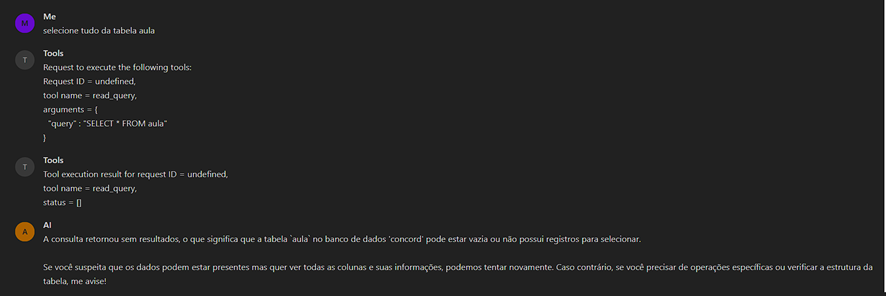 M
Me
selecione tudo da tabela aula
T
Tools
Request to execute the following tools:
Request ID = undefined,
tool name = read_query,
arguments = {
"query" : "SELECT * FROM aula"
}
T
Tools
Tool execution result for request ID = undefined,
tool name = read_query,
status = []
A
AI
A consulta retornou sem resultados, o que significa que a tabela `aula` no banco de dados 'concord' pode estar vazia ou não possui registros para selecionar.
Se você suspeita que os dados podem estar presentes mas quer ver todas as colunas e suas informações, podemos tentar novamente. Caso contrário, se você precisar de operações específicas ou verificar a estrutura da
tabela, me avise!